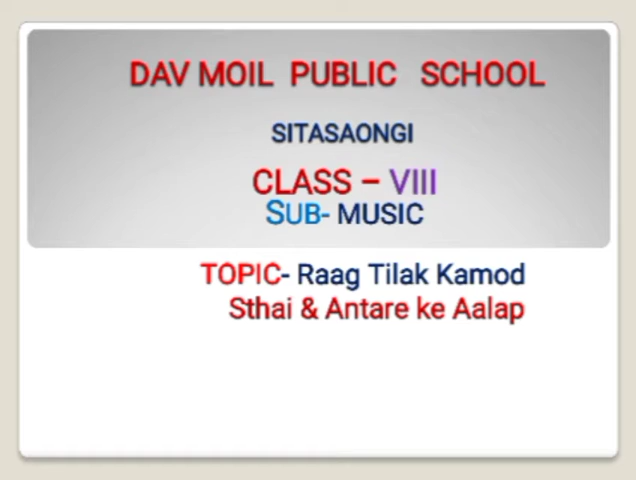 DAV MOIL PUBLIC SCHOOL
SITASAONGI
CLASS – VIII
SUB- MUSIC
TOPIC- Raag Tilak Kamod
Sthai & Antare ke Aalap